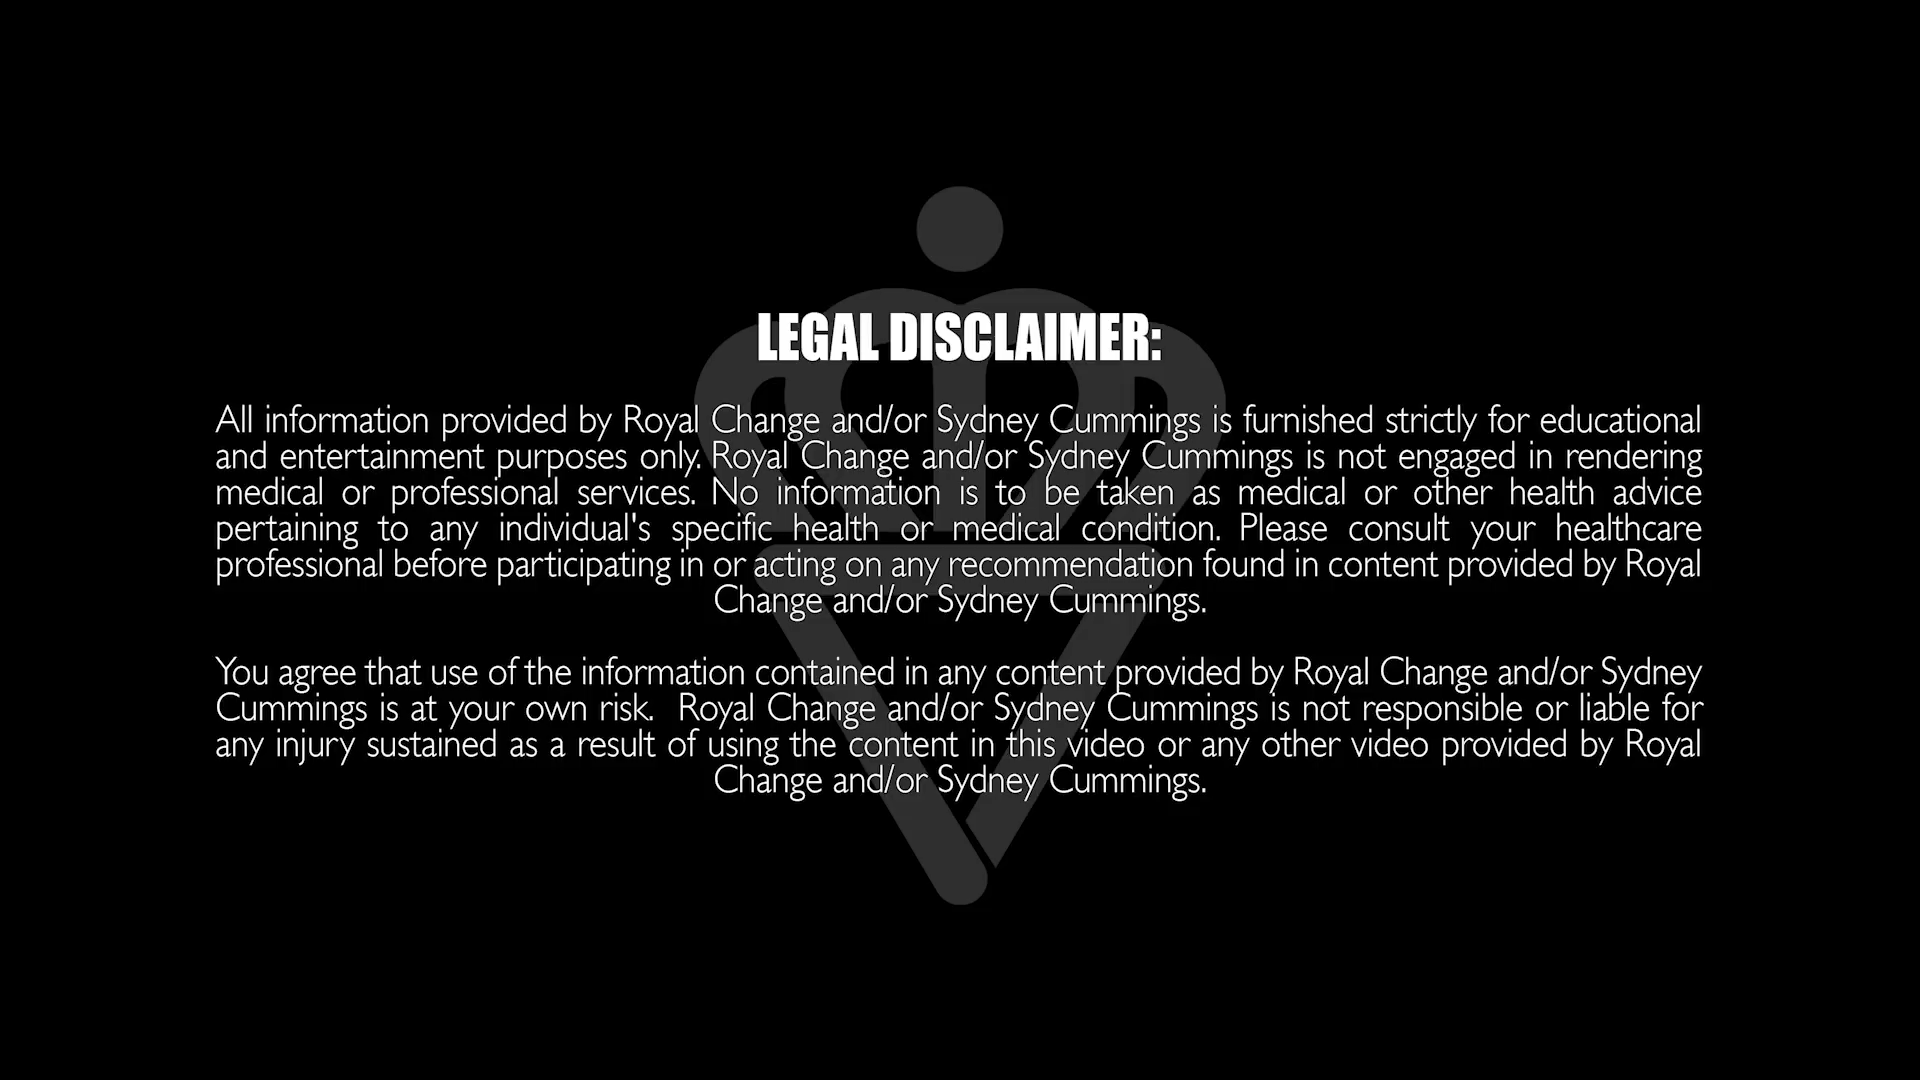 LEGAL DISCLAIMER:
All information provided by Royal Change and/or Sydney Cummings is furnished strictly for educational
and entertainment purposes only. Royal Change and/or Sydney Cummings is not engaged in rendering
medical or professional services. No information is to be taken as medical or other health advice
pertaining to any individual's specific health or medical condition. Please consult your healthcare
professional before participating in or acting on any recommendation found in content provided by Royal
Change and/or Sydney Cummings.
You agree that use of the information contained in any content provided by Royal Change and/or Sydney
Cummings is at your own risk.  Royal Change and/or Sydney Cummings is not responsible or liable for
any injury sustained as a result of using the content in this video or any other video provided by Royal
Change and/or Sydney Cummings.